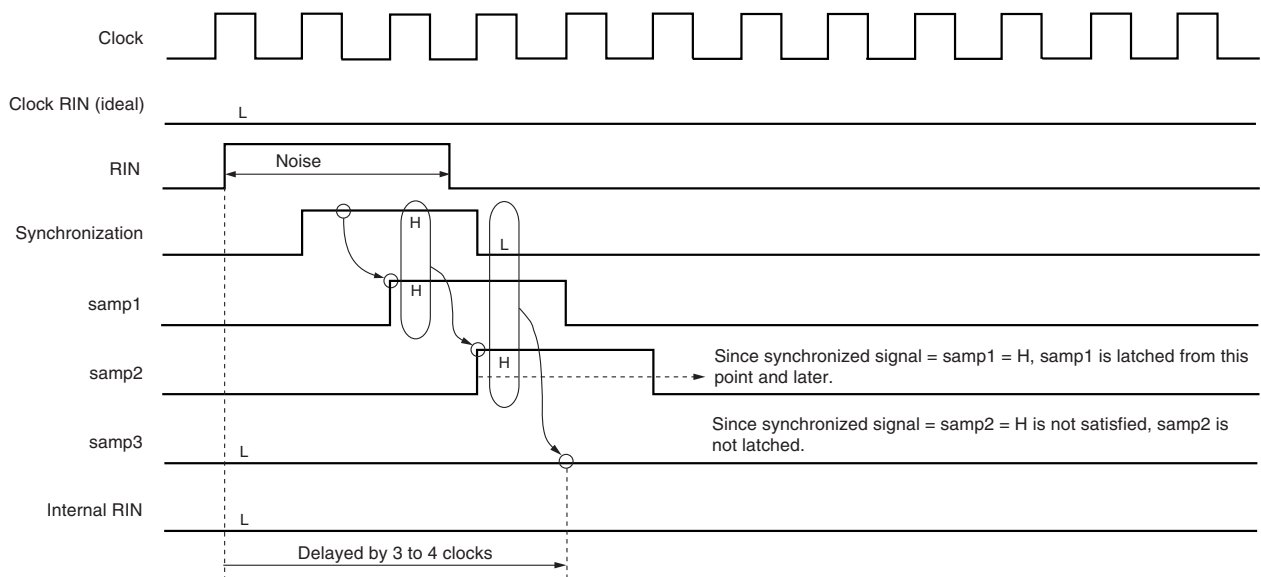 Clock
Clock RIN (ideal)
L
RIN
Noise
Synchronization
H
L
samp1
H
samp2
H
Since synchronized signal = samp1 = H, samp1 is latched from this
point and later.
Since synchronized signal = samp2 = H is not satisfied, samp2 is
not latched.
samp3
L
Internal RIN
L
Delayed by 3 to 4 clocks